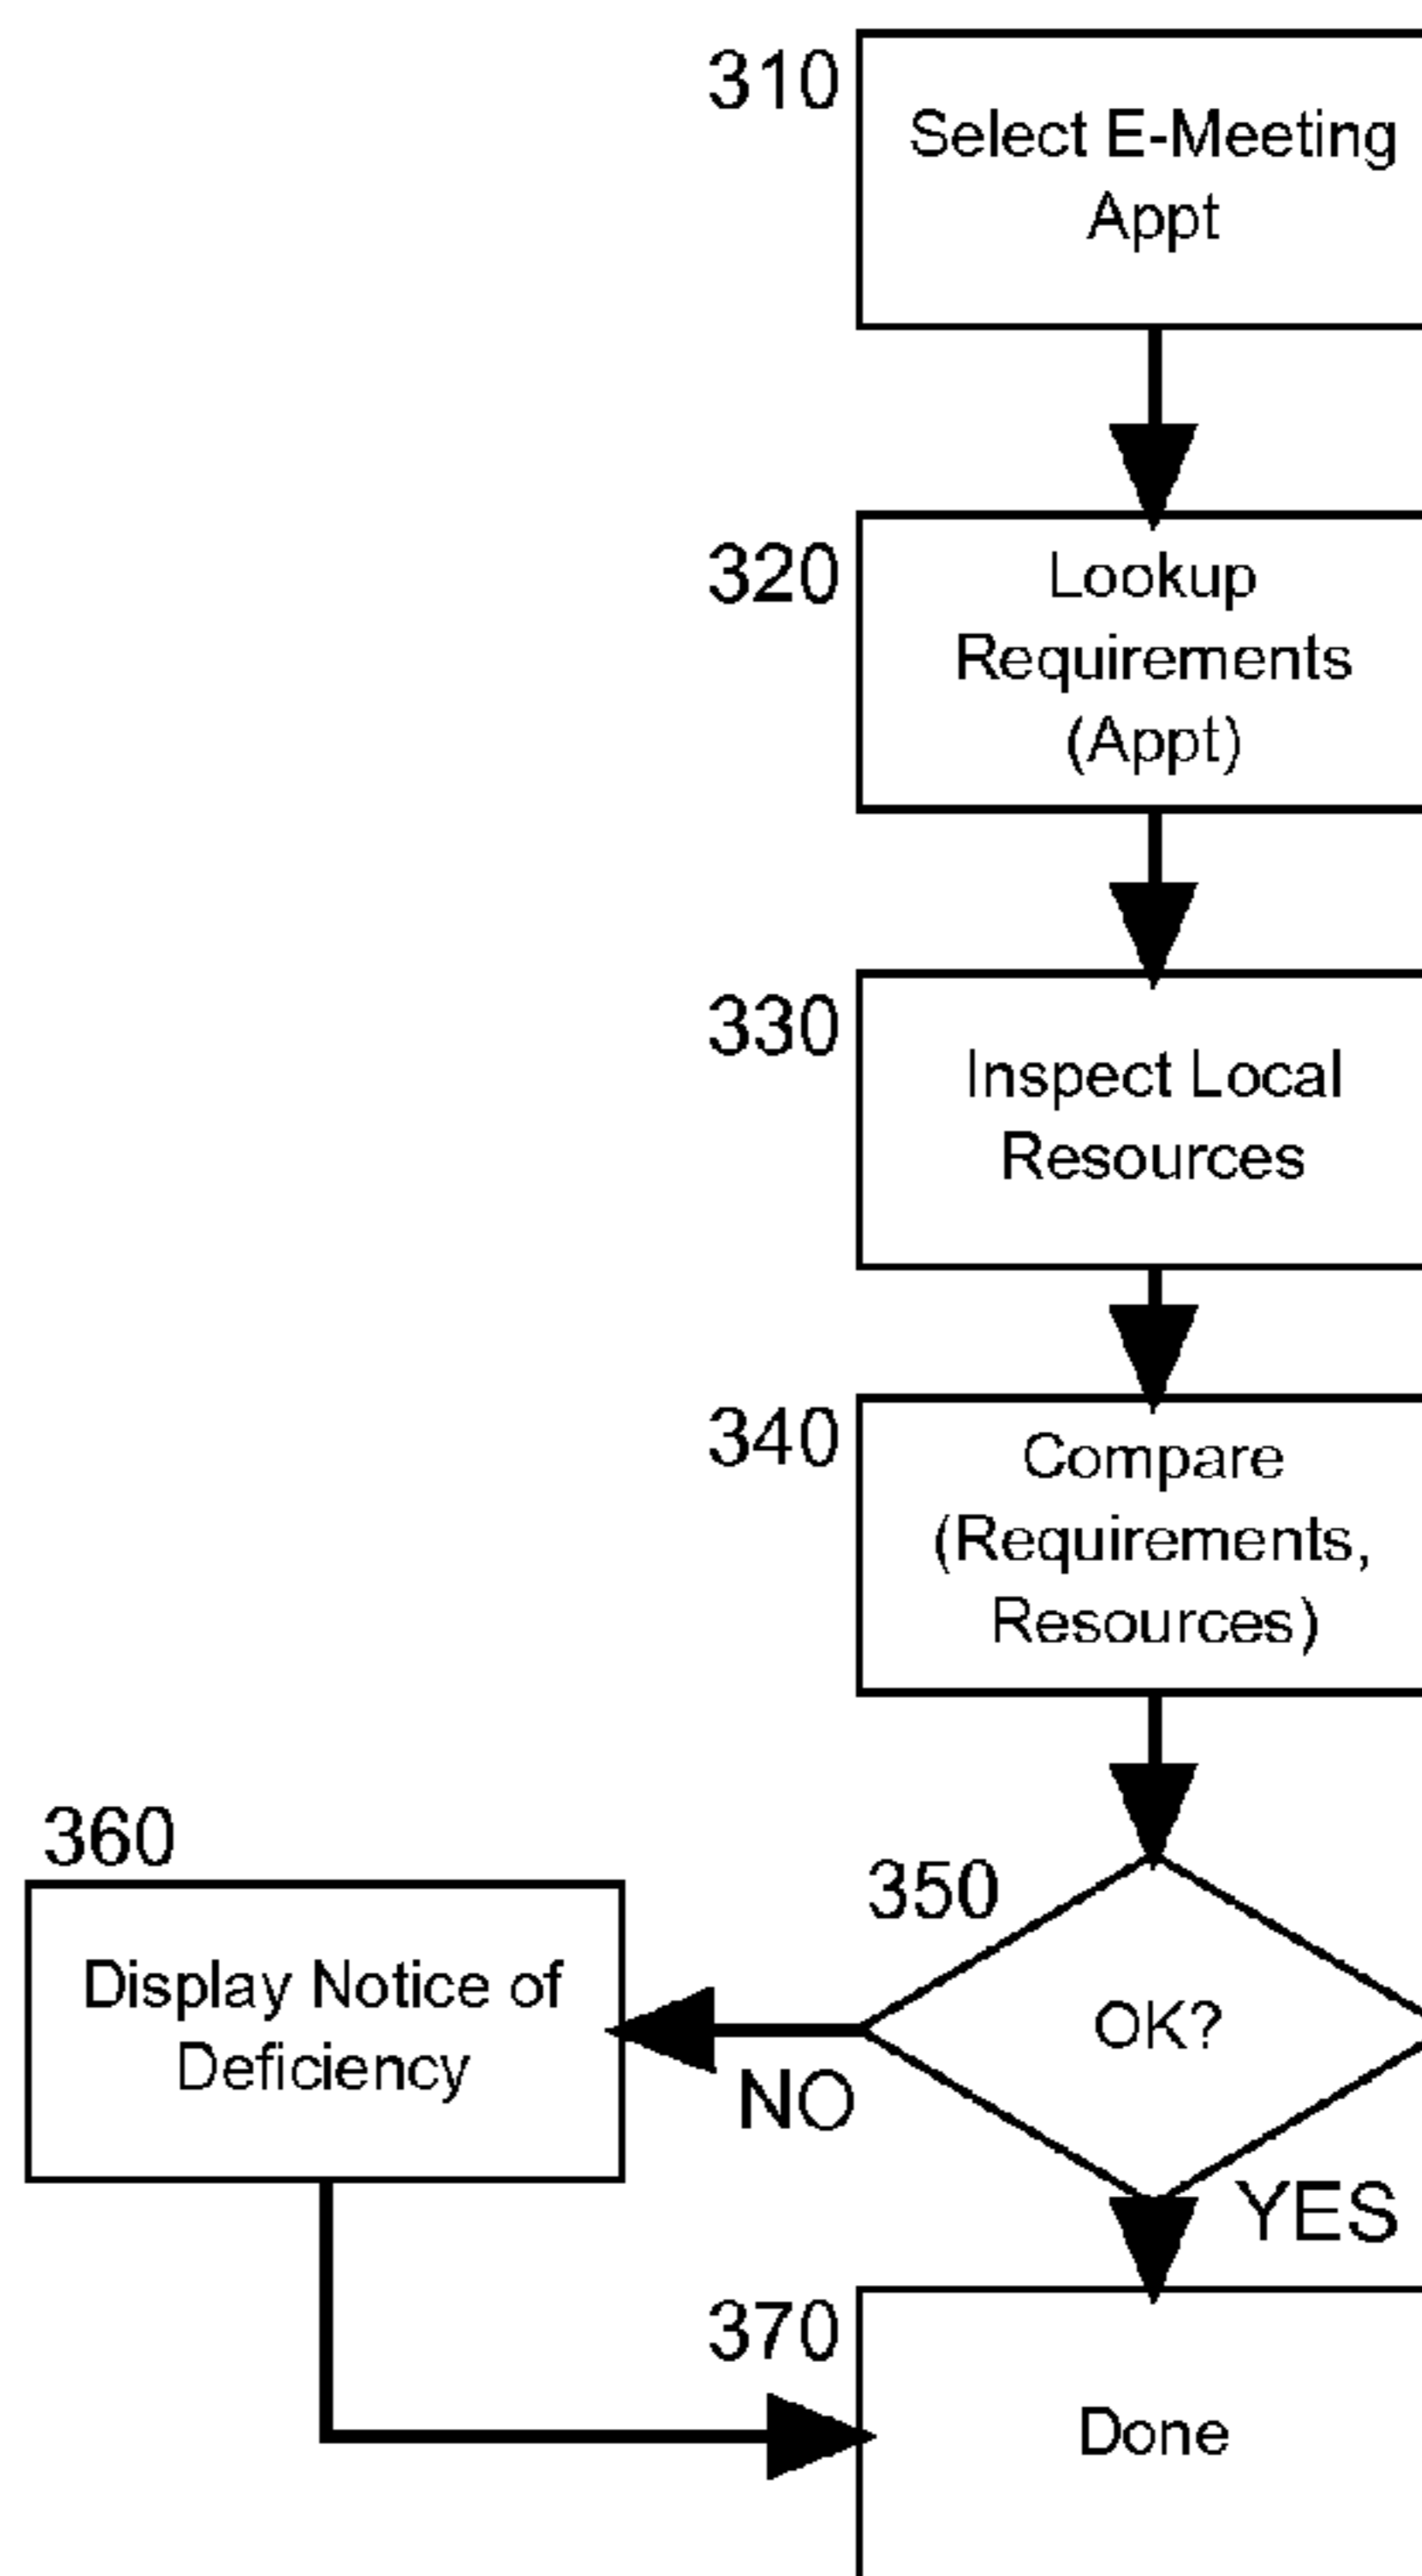 310
Select E-Meeting
Appt
320
Lookup
Requirements
(Appt)
330
Inspect Local
Resources
340
Compare
(Requirements,
Resources)
360
350
Display Notice of
Deficiency
OK?
NO
YES
370
Done